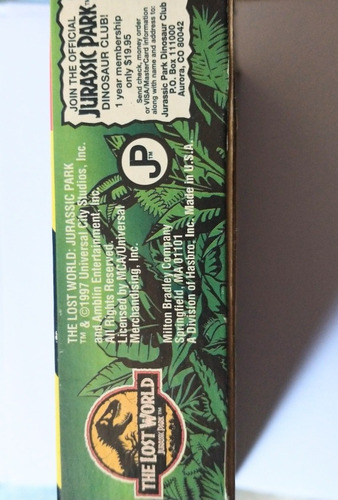 JOIN THE OFFICIAL
JURASSIC PARK™
DINOSAUR CLUB!
1 year membership
only $19.95
Send check, money order
or VISA/MasterCard information
along with name and address to:
Jurassic Park Dinosaur Club
P.O. Box 111000
Aurora, CO 80042
JP™
THE LOST WORLD: JURASSIC PARK
™ & ©1997 Universal City Studios, Inc.
and Amblin Entertainment, Inc.
All Rights Reserved.
Licensed by MCA/Universal
Merchandising, Inc.
Milton Bradley Company
Springfield, MA 01101
A Division of Hasbro, Inc. Made in U.S.A.
THE LOST WORLD
JURASSIC PARK™